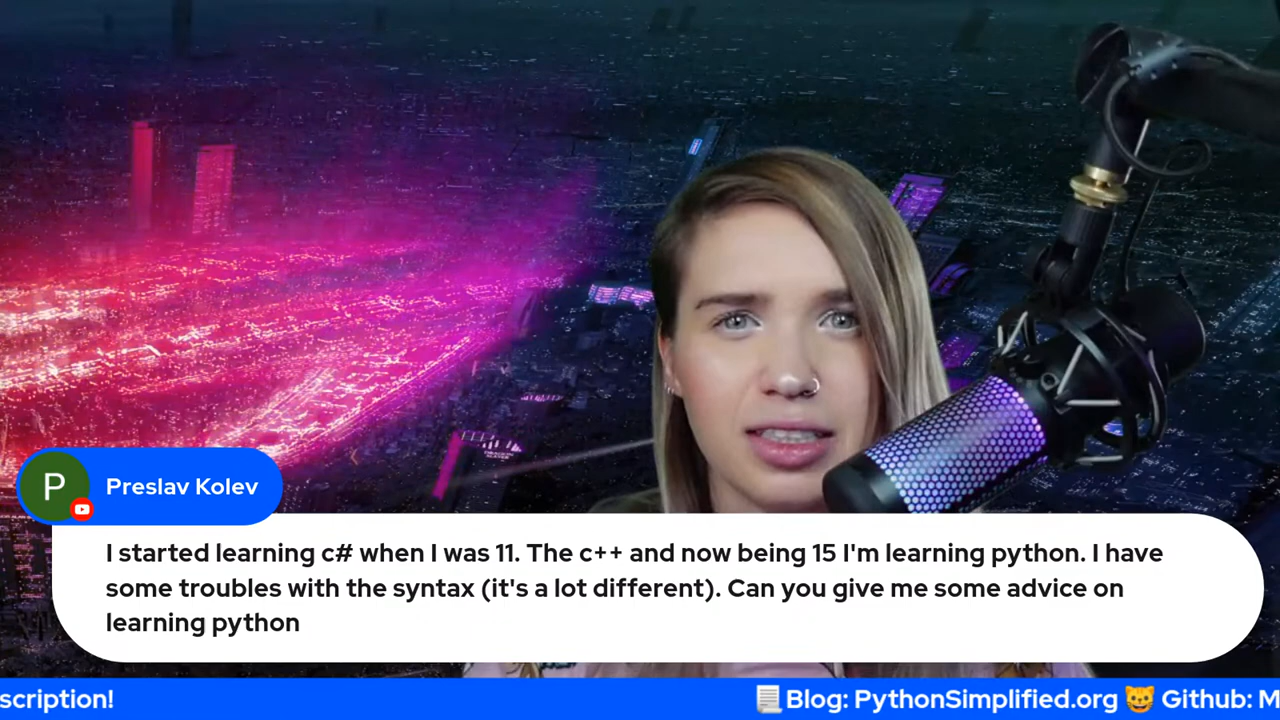 P
Preslav Kolev
I started learning c# when I was 11. The c++ and now being 15 I'm learning python. I have
some troubles with the syntax (it's a lot different). Can you give me some advice on
learning python
scription!
📃 Blog: PythonSimplified.org 😺 Github: M